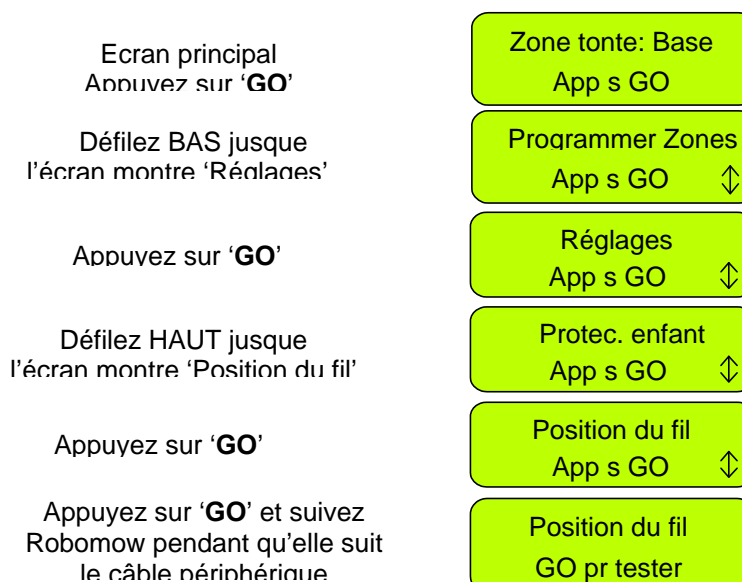 Ecran principal
Appuyez sur ‘GO’
Zone tonte: Base
App s GO
Défilez BAS jusque
l’écran montre ‘Réglages’
Programmer Zones
App s GO
Appuyez sur ‘GO’
Réglages
App s GO
Défilez HAUT jusque
l’écran montre ‘Position du fil’
Protec. enfant
App s GO
Appuyez sur ‘GO’
Position du fil
App s GO
Appuyez sur ‘GO’ et suivez
Robomow pendant qu’elle suit
le câble périphérique
Position du fil
GO pr tester